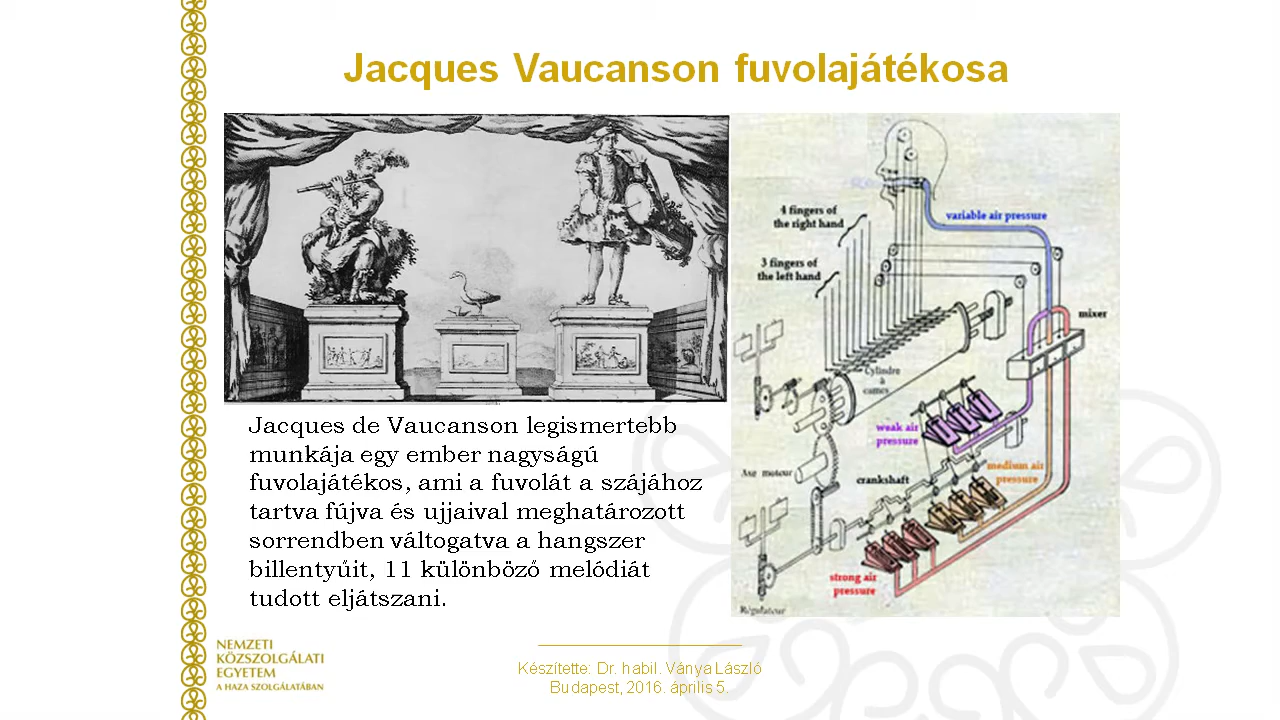 Jacques Vaucanson fuvolajátékosa
4 fingers of
the right hand
3 fingers of
the left hand
variable air pressure
mixer
Cylindre
à
cames
weak air
pressure
Axe moteur
crankshaft
medium air
pressure
strong air
pressure
Régulateur
Jacques de Vaucanson legismertebb
munkája egy ember nagyságú
fuvolajátékos, ami a fuvolát a szájához
tartva fújva és ujjaival meghatározott
sorrendben váltogatva a hangszer
billentyűit, 11 különböző melódiát
tudott eljátszani.
NEMZETI
KÖZSZOLGÁLATI
EGYETEM
A HAZA SZOLGÁLATÁBAN
Készítette: Dr. habil. Ványa László
Budapest, 2016. április 5.